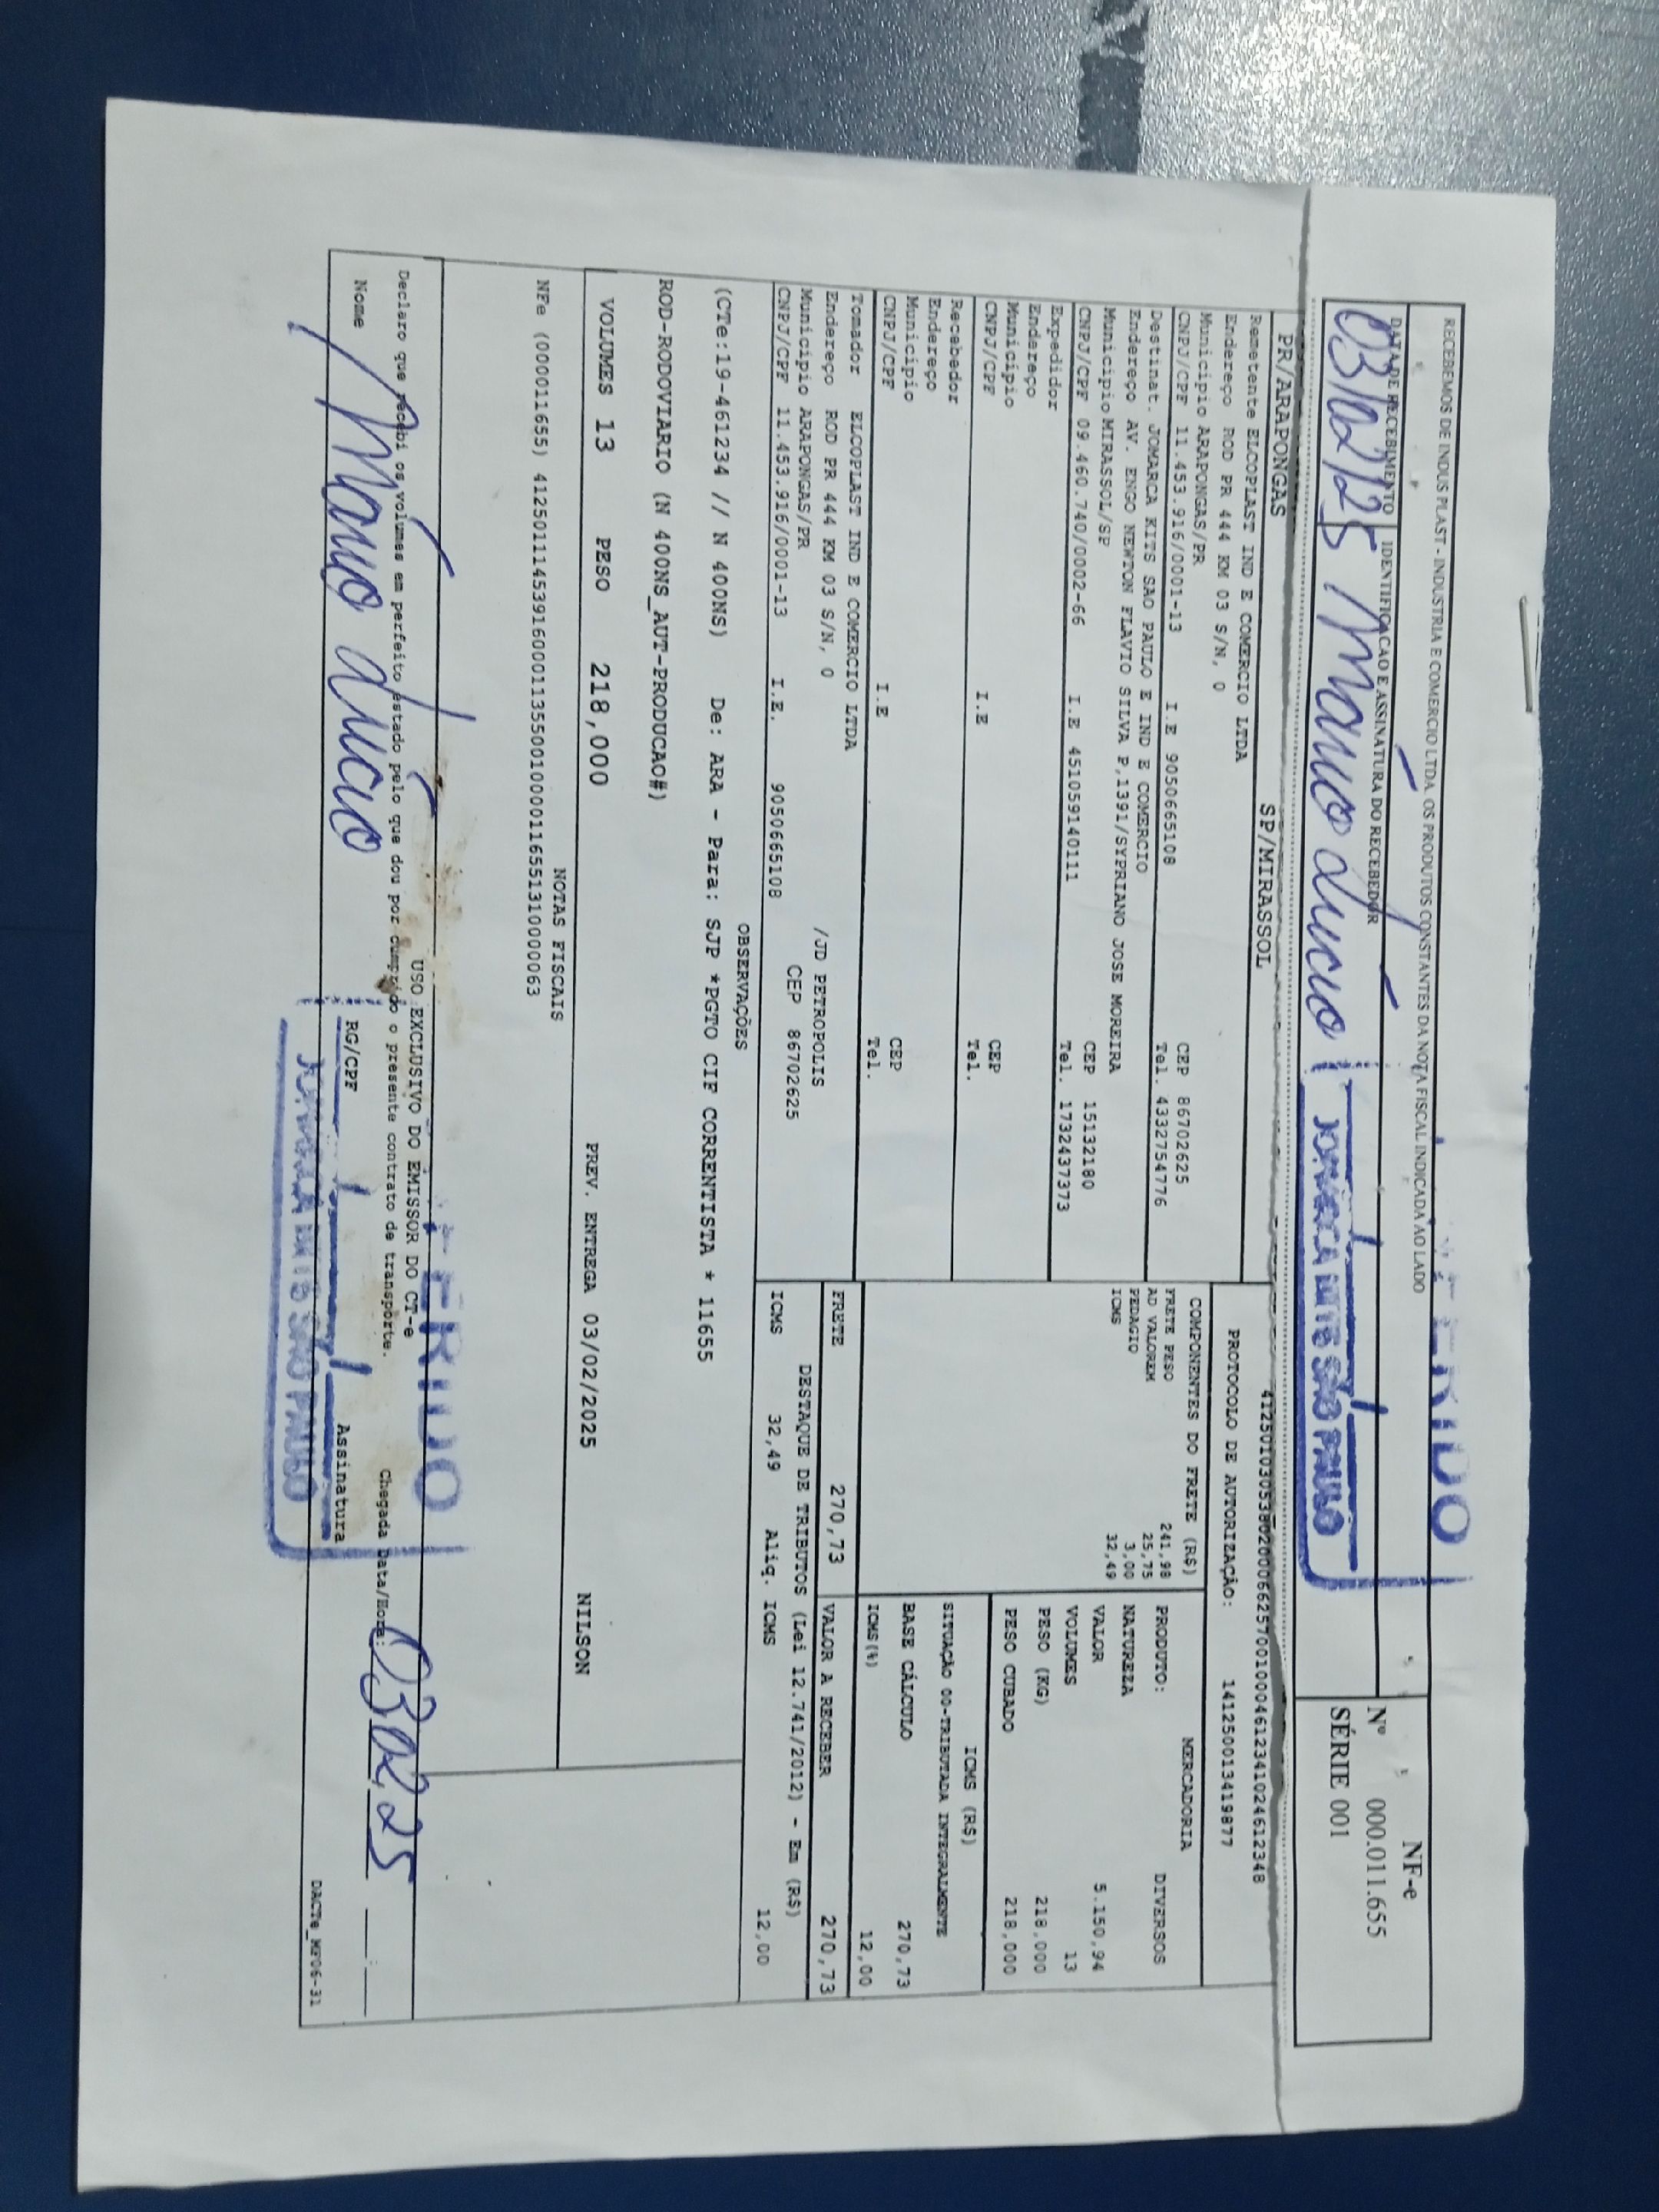 RECEBEMOS DE INDUS PLAST - INDUSTRIA E COMERCIO LTDA. OS PRODUTOS CONSTANTES DA NOTA FISCAL INDICADA AO LADO
DATA DE RECEBIMENTO
IDENTIFICACAO E ASSINATURA DO RECEBEDOR
03/02/25 Mário Lúcio
JOMARCA KITS SÃO PAULO
NF-e
Nº 000.011.655
SÉRIE 001
PR/ARAPONGAS SP/MIRASSOL
41250103053802000662570010004612341024612348
PROTOCOLO DE AUTORIZAÇÃO: 141250013419877
Remetente ELCOPLAST IND E COMERCIO LTDA
Endereço ROD PR 444 KM 03 S/N, 0
Municipio ARAPONGAS/PR CEP 86702625
CNPJ/CPF 11.453.916/0001-13 I.E 9050665108 Tel. 4332754776
Destinat. JOMARCA KITS SAO PAULO E IND E COMERCIO
Endereço AV. ENGO NEWTON FLAVIO SILVA P,1391/SYPRIANO JOSE MOREIRA
Municipio MIRASSOL/SP CEP 15132180
CNPJ/CPF 09.460.740/0002-66 I.E 451059140111 Tel. 1732437373
Expedidor
Endereço
Municipio CEP
CNPJ/CPF I.E Tel.
Recebedor
Endereço
Municipio CEP
CNPJ/CPF I.E Tel.
Tomador ELCOPLAST IND E COMERCIO LTDA
Endereço ROD PR 444 KM 03 S/N, 0 /JD PETROPOLIS
Municipio ARAPONGAS/PR CEP 86702625
CNPJ/CPF 11.453.916/0001-13 I.E. 9050665108
COMPONENTES DO FRETE (R$)
FRETE PESO 241,98
AD VALOREM 25,75
PEDAGIO 3,00
ICMS 32,49
MERCADORIA
PRODUTO: DIVERSOS
NATUREZA
VALOR 5.150,94
VOLUMES 13
PESO (KG) 218,000
PESO CUBADO 218,000
ICMS (R$)
SITUAÇÃO 00-TRIBUTADA INTEGRALMENTE
BASE CÁLCULO 270,73
ICMS(%) 12,00
FRETE 270,73 VALOR A RECEBER 270,73
DESTAQUE DE TRIBUTOS (Lei 12.741/2012) - Em (R$)
ICMS 32,49 Aliq. ICMS 12,00
OBSERVAÇÕES
(CTe:19-461234 // N 400NS) De: ARA - Para: SJP *PGTO CIF CORRENTISTA * 11655
ROD-RODOVIARIO (N 400NS_AUT-PRODUCAO#)
VOLUMES 13 PESO 218,000 PREV. ENTREGA 03/02/2025 NILSON
NOTAS FISCAIS
NFe (000011655) 41250111453916000113550010000116551310000063
USO EXCLUSIVO DO EMISSOR DO CT-e
Declaro que recebi os volumes em perfeito estado pelo que dou por cumprido o presente contrato de transporte. Chegada Data/Hora: 03 02 25
Nome Mário Lúcio RG/CPF Assinatura
JOMARCA KITS SÃO PAULO
DACTe_MF06-31